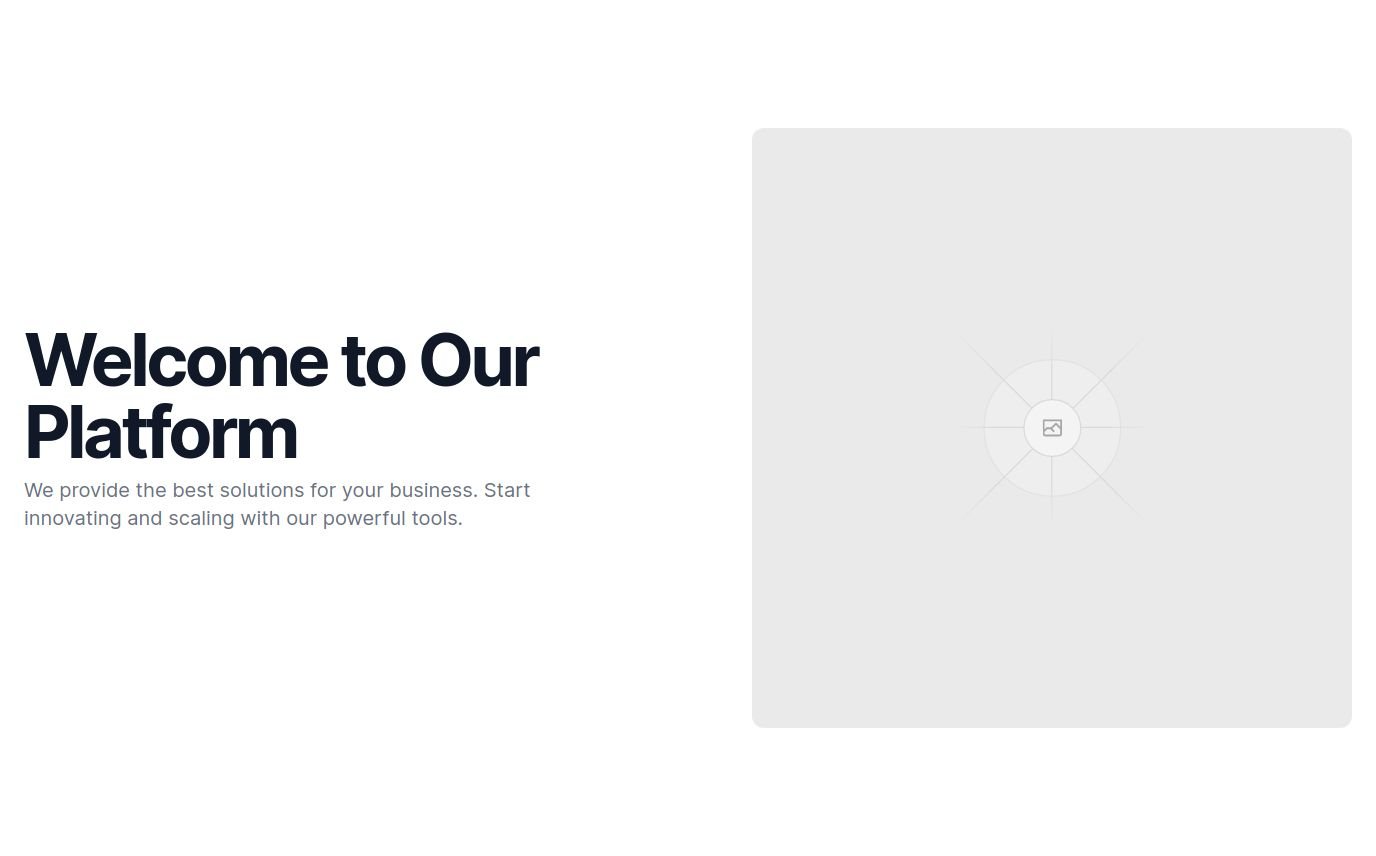 Welcome to Our
Platform
We provide the best solutions for your business. Start
innovating and scaling with our powerful tools.